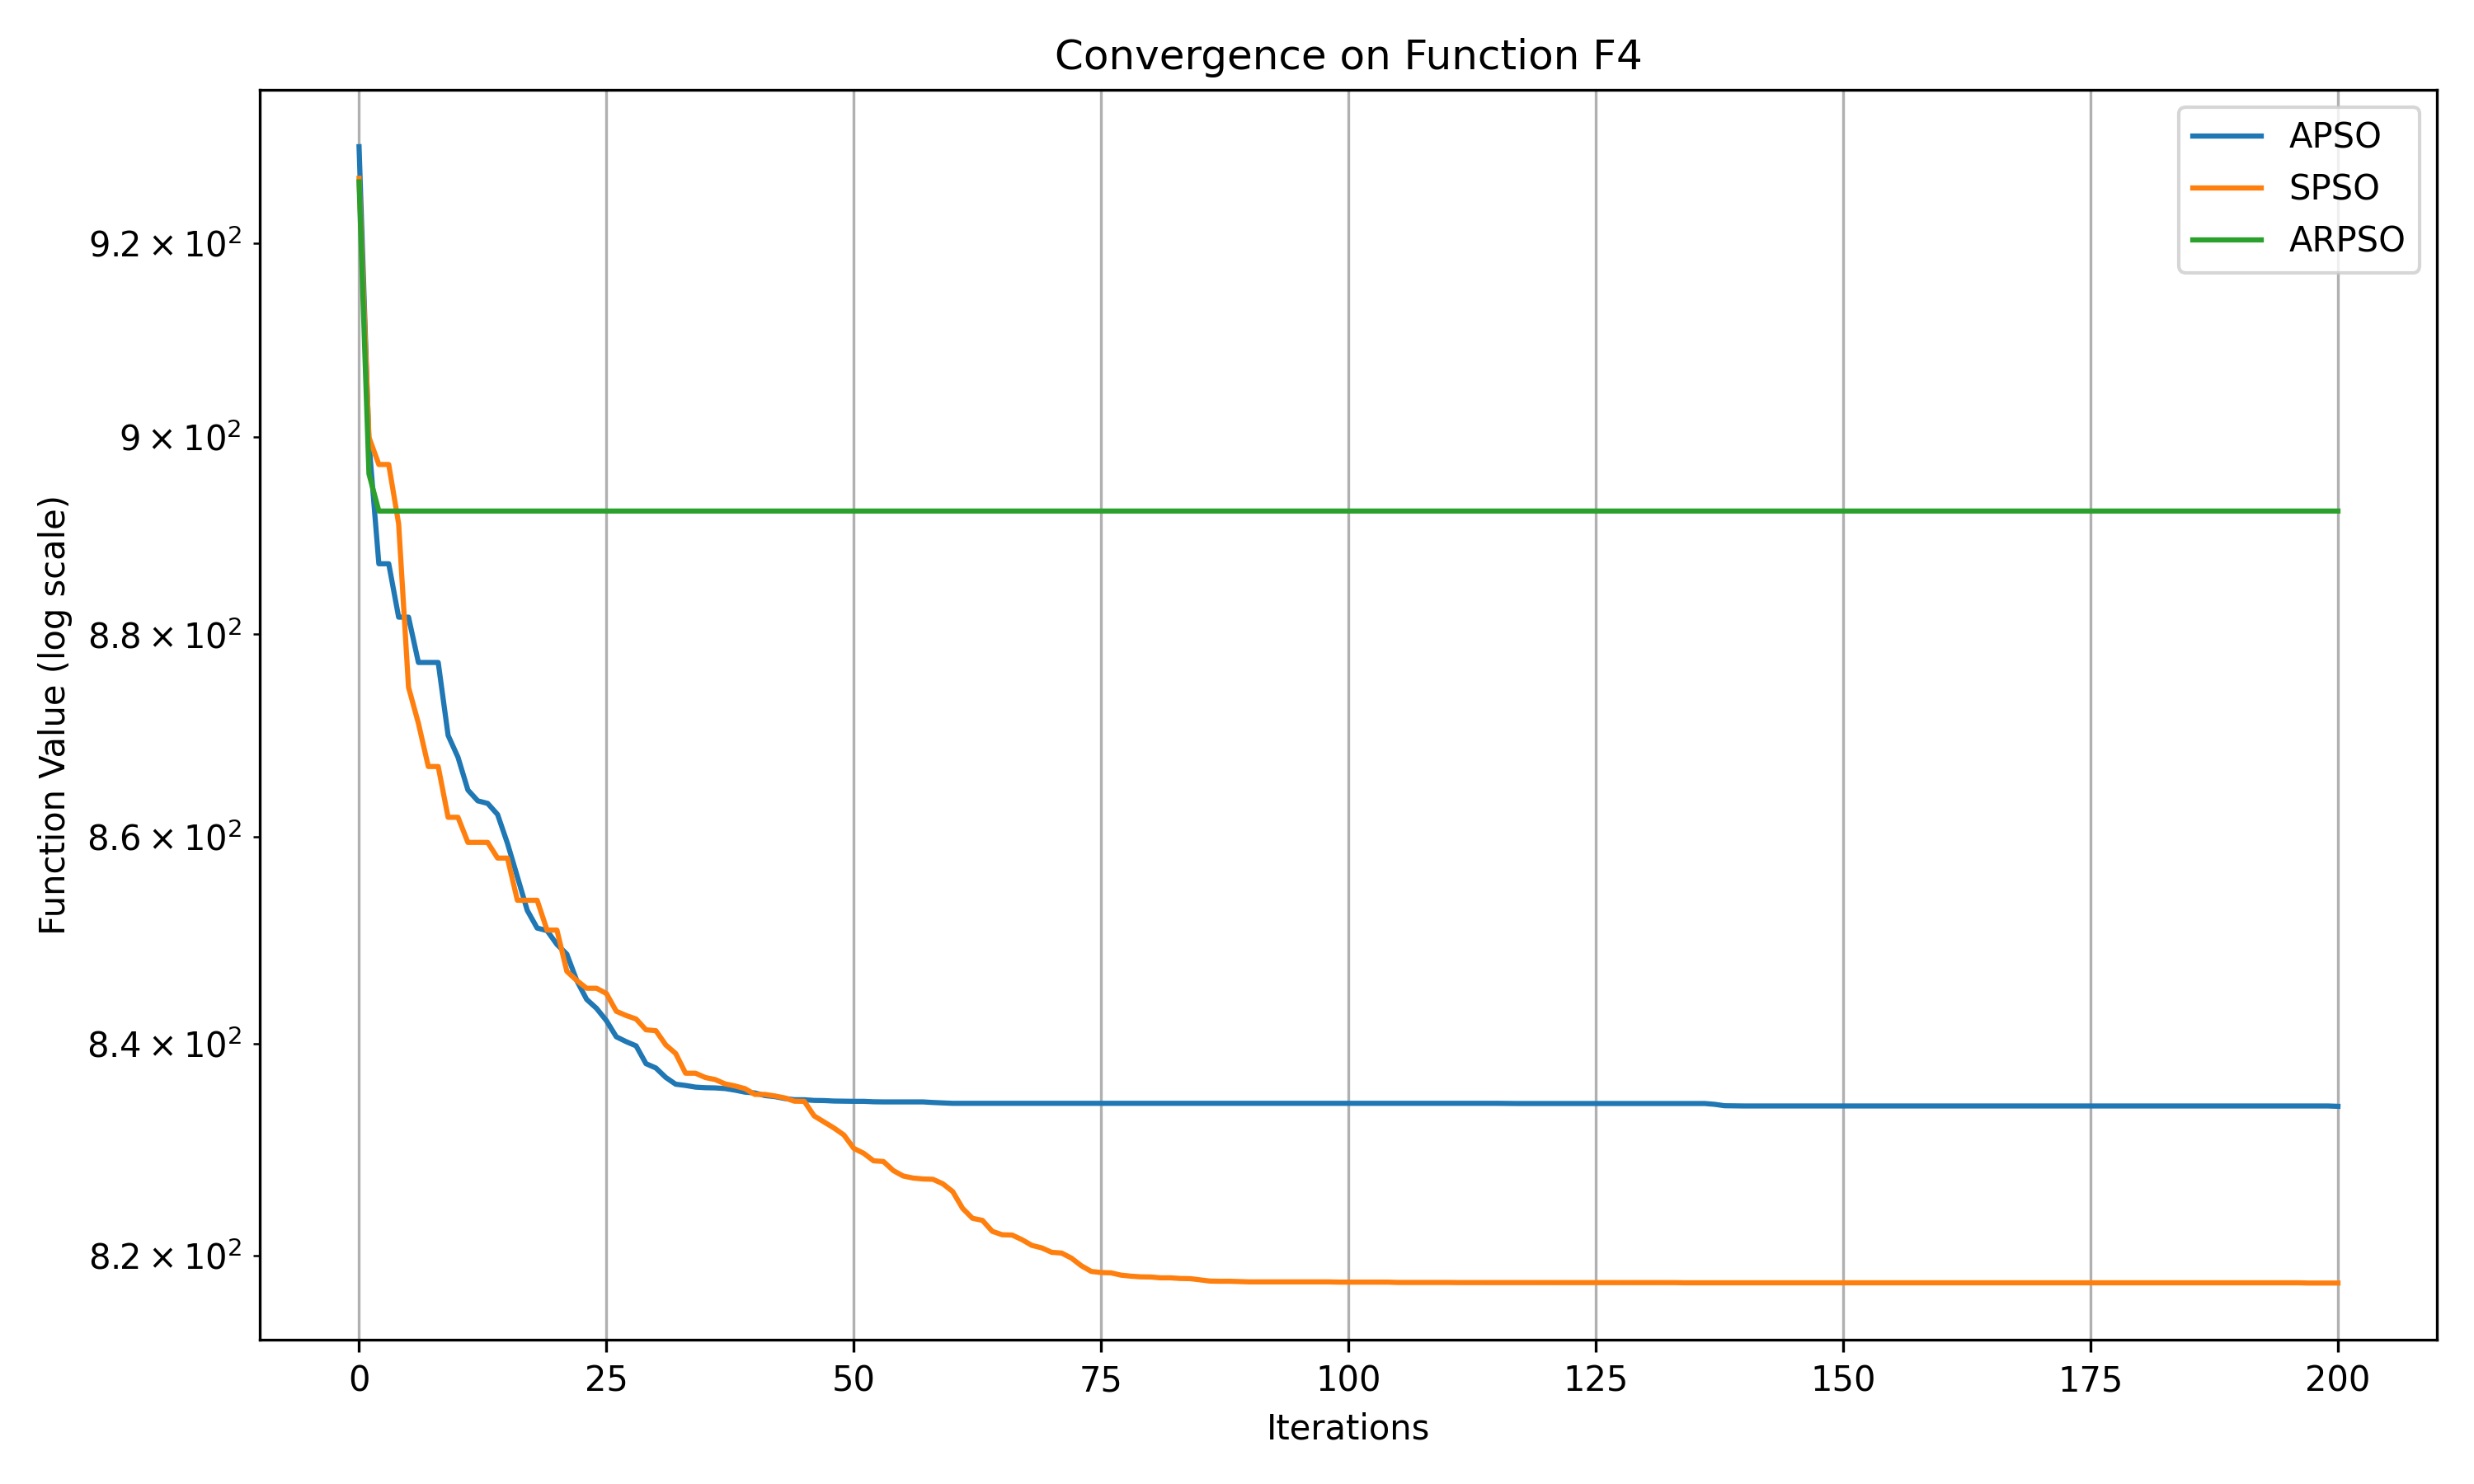 Convergence on Function F4
APSO
SPSO
ARPSO
Function Value (log scale)
9.2 × 10²
9 × 10²
8.8 × 10²
8.6 × 10²
8.4 × 10²
8.2 × 10²
0 25 50 75 100 125 150 175 200
Iterations